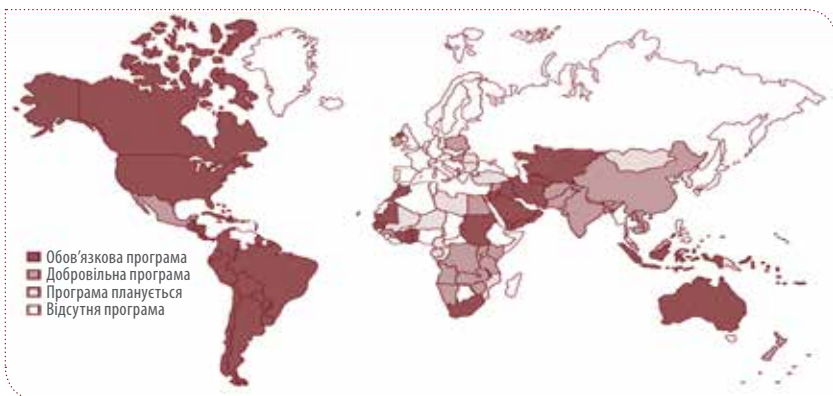 Обов’язкова програма
Добровільна програма
Програма планується
Відсутня програма